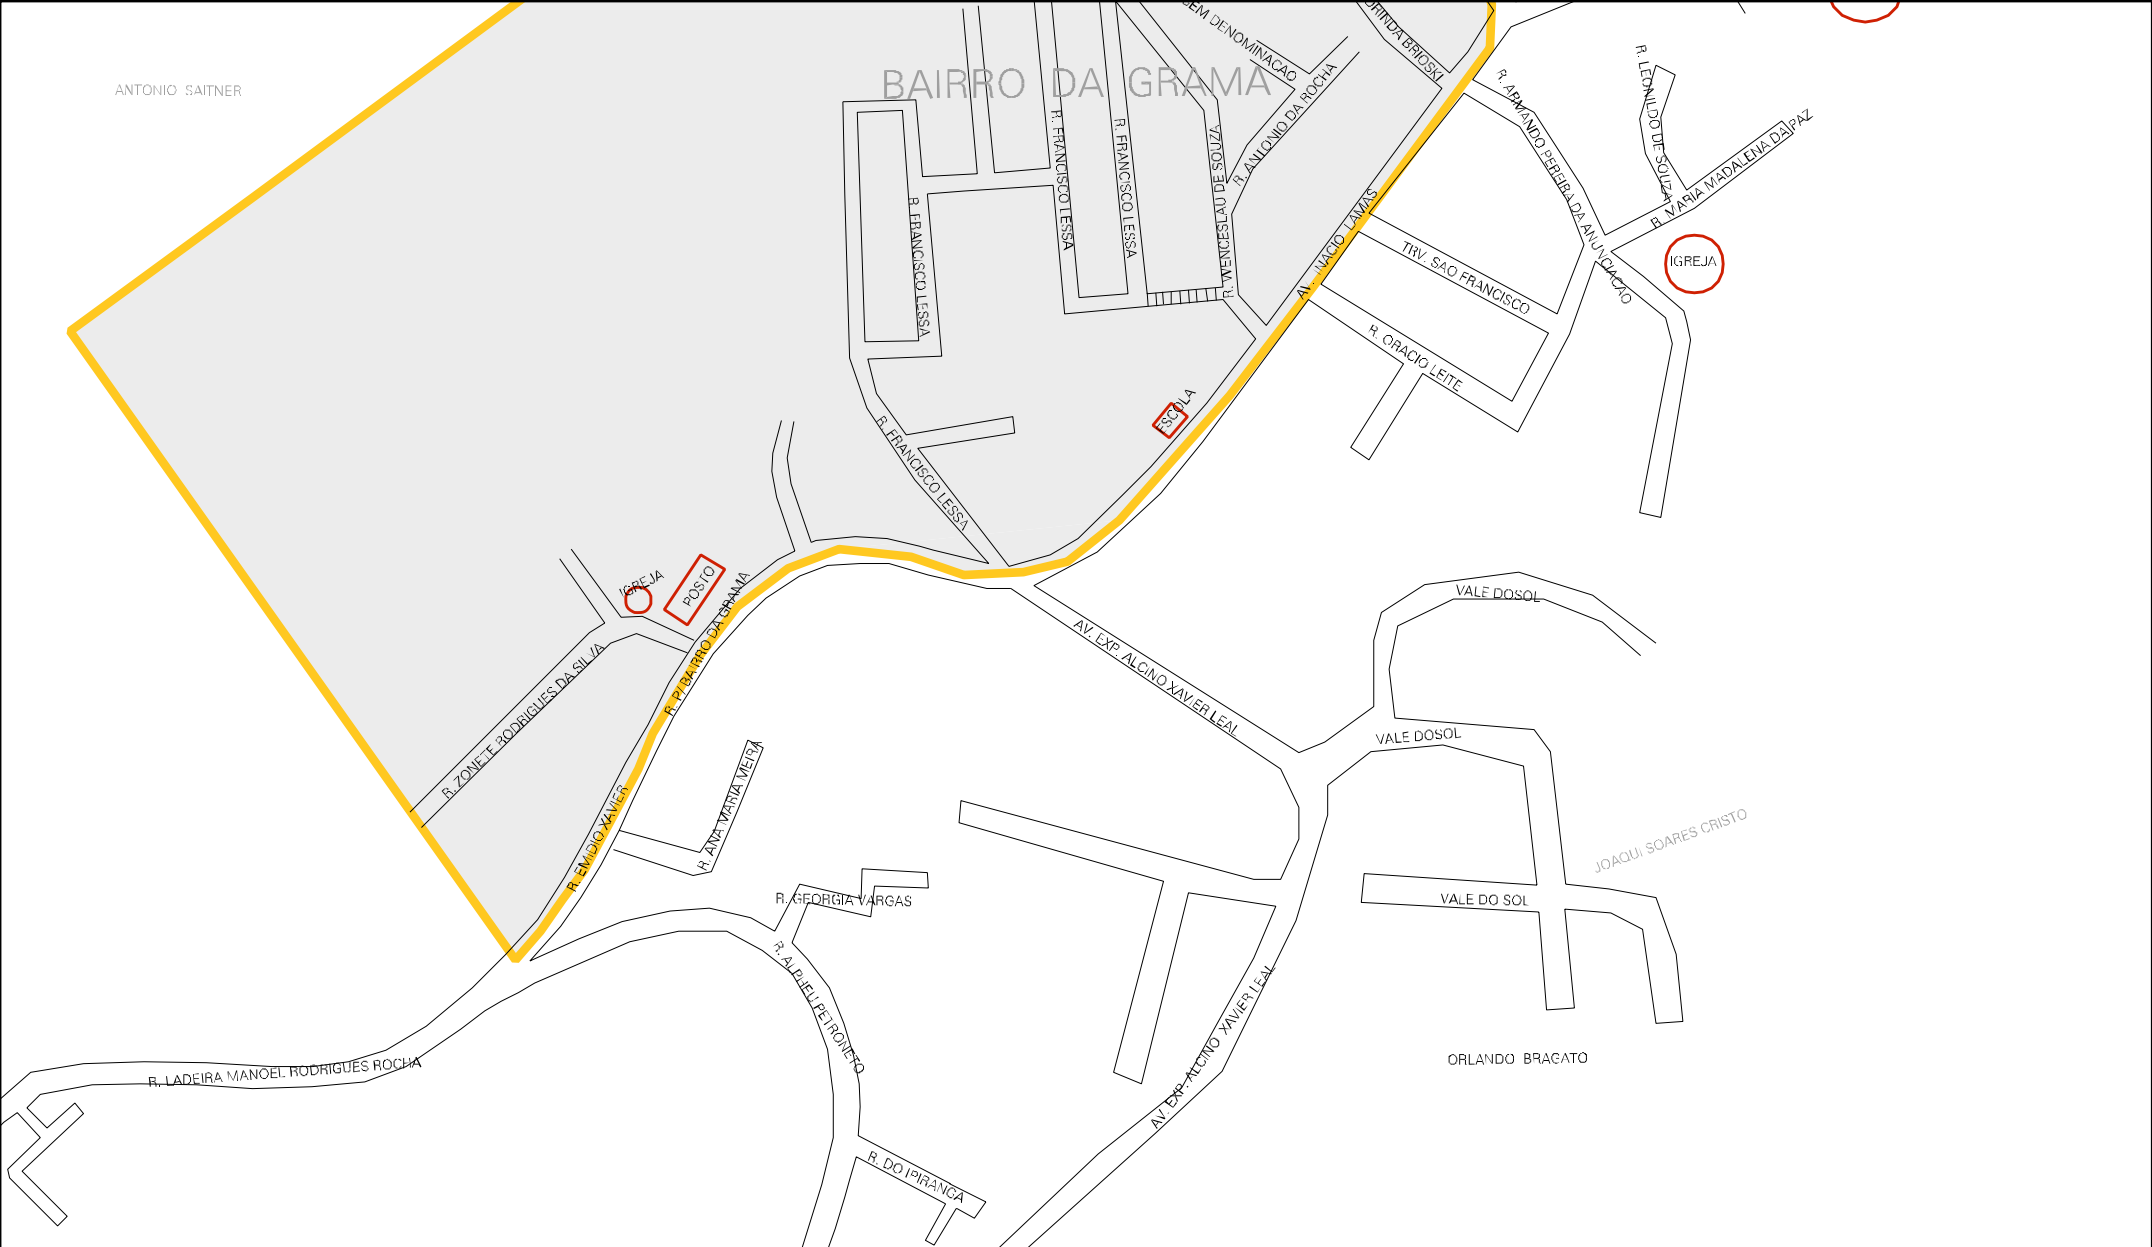 SEM DENOMINACAO
BRIOSKI
R. LEONILDO DE SOUZA
ANTONIO SAITNER
BAIRRO DA GRAMA
R. ANTONIO DA ROCHA
R. ARMANDO PEREIRA DA ANUNCIACAO
R. MARIA MADALENA DA PAZ
R. FRANCISCO LESSA
R. FRANCISCO LESSA
R. WENCESLAU DE SOUZA
R. FRANCISCO LESSA
AV. INACIO LAMAS
TRV. SAO FRANCISCO
IGREJA
R. ORACIO LEITE
ESCOLA
R. FRANCISCO LESSA
IGREJA
POSTO
R. P/ BAIRRO DA GRAMA
VALE DOSOL
AV. EXP. ALCINO XAVIER LEAL
R. ZONETE RODRIGUES DA SILVA
VALE DOSOL
R. ANA MARIA MEIRA
R. EMIDIO XAVIER
JOAQUI SOARES CRISTO
R. GEORGIA VARGAS
VALE DO SOL
R. ALPHEU PETRONETO
AV. EXP. ALCINO XAVIER LEAL
ORLANDO BRAGATO
R. LADEIRA MANOEL RODRIGUES ROCHA
R. DO IPIRANGA